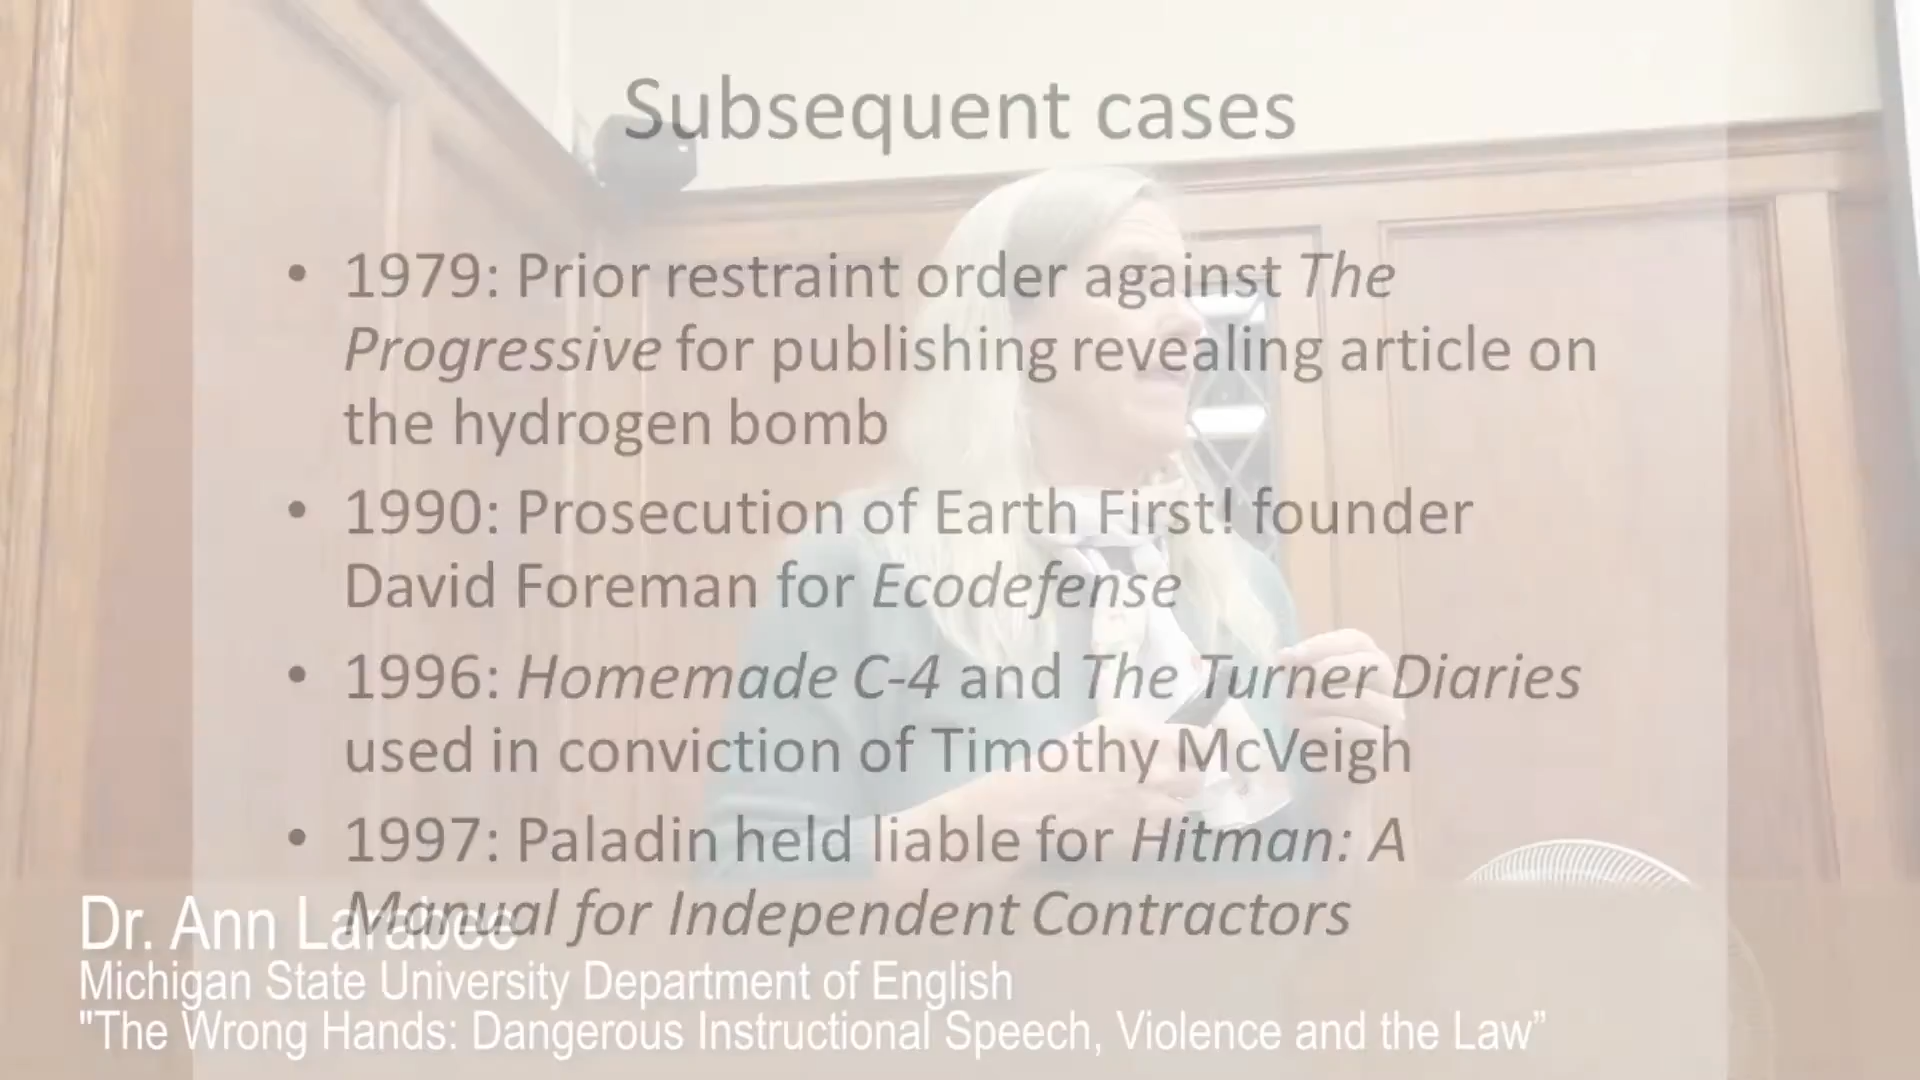 Subsequent cases
• 1979: Prior restraint order against The
Progressive for publishing revealing article on
the hydrogen bomb
• 1990: Prosecution of Earth First! founder
David Foreman for Ecodefense
• 1996: Homemade C-4 and The Turner Diaries
used in conviction of Timothy McVeigh
• 1997: Paladin held liable for Hitman: A
Manual for Independent Contractors
Dr. Ann Larabee
Michigan State University Department of English
"The Wrong Hands: Dangerous Instructional Speech, Violence and the Law”